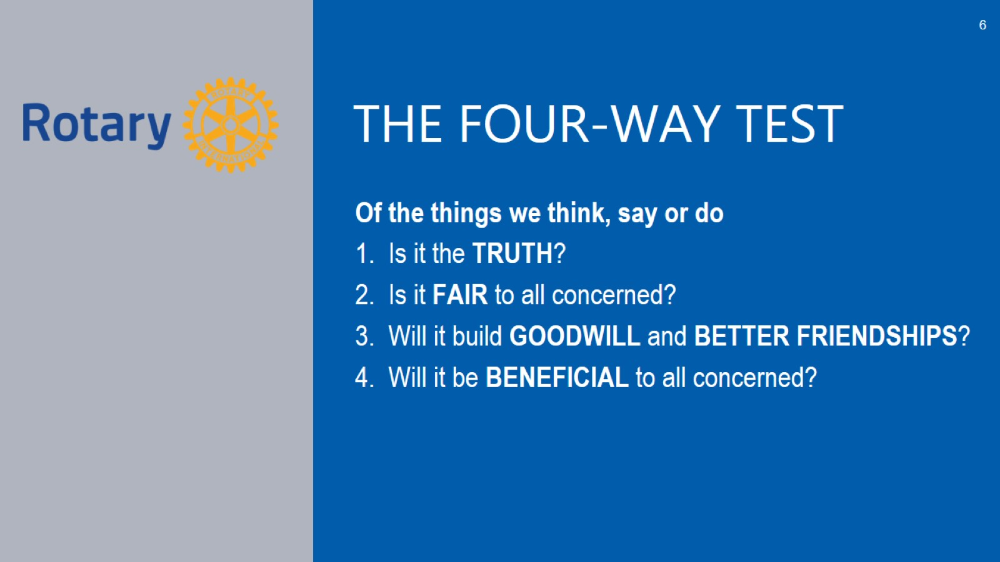 6
Rotary
ROTARY
INTERNATIONAL
THE FOUR-WAY TEST
Of the things we think, say or do
1. Is it the TRUTH?
2. Is it FAIR to all concerned?
3. Will it build GOODWILL and BETTER FRIENDSHIPS?
4. Will it be BENEFICIAL to all concerned?